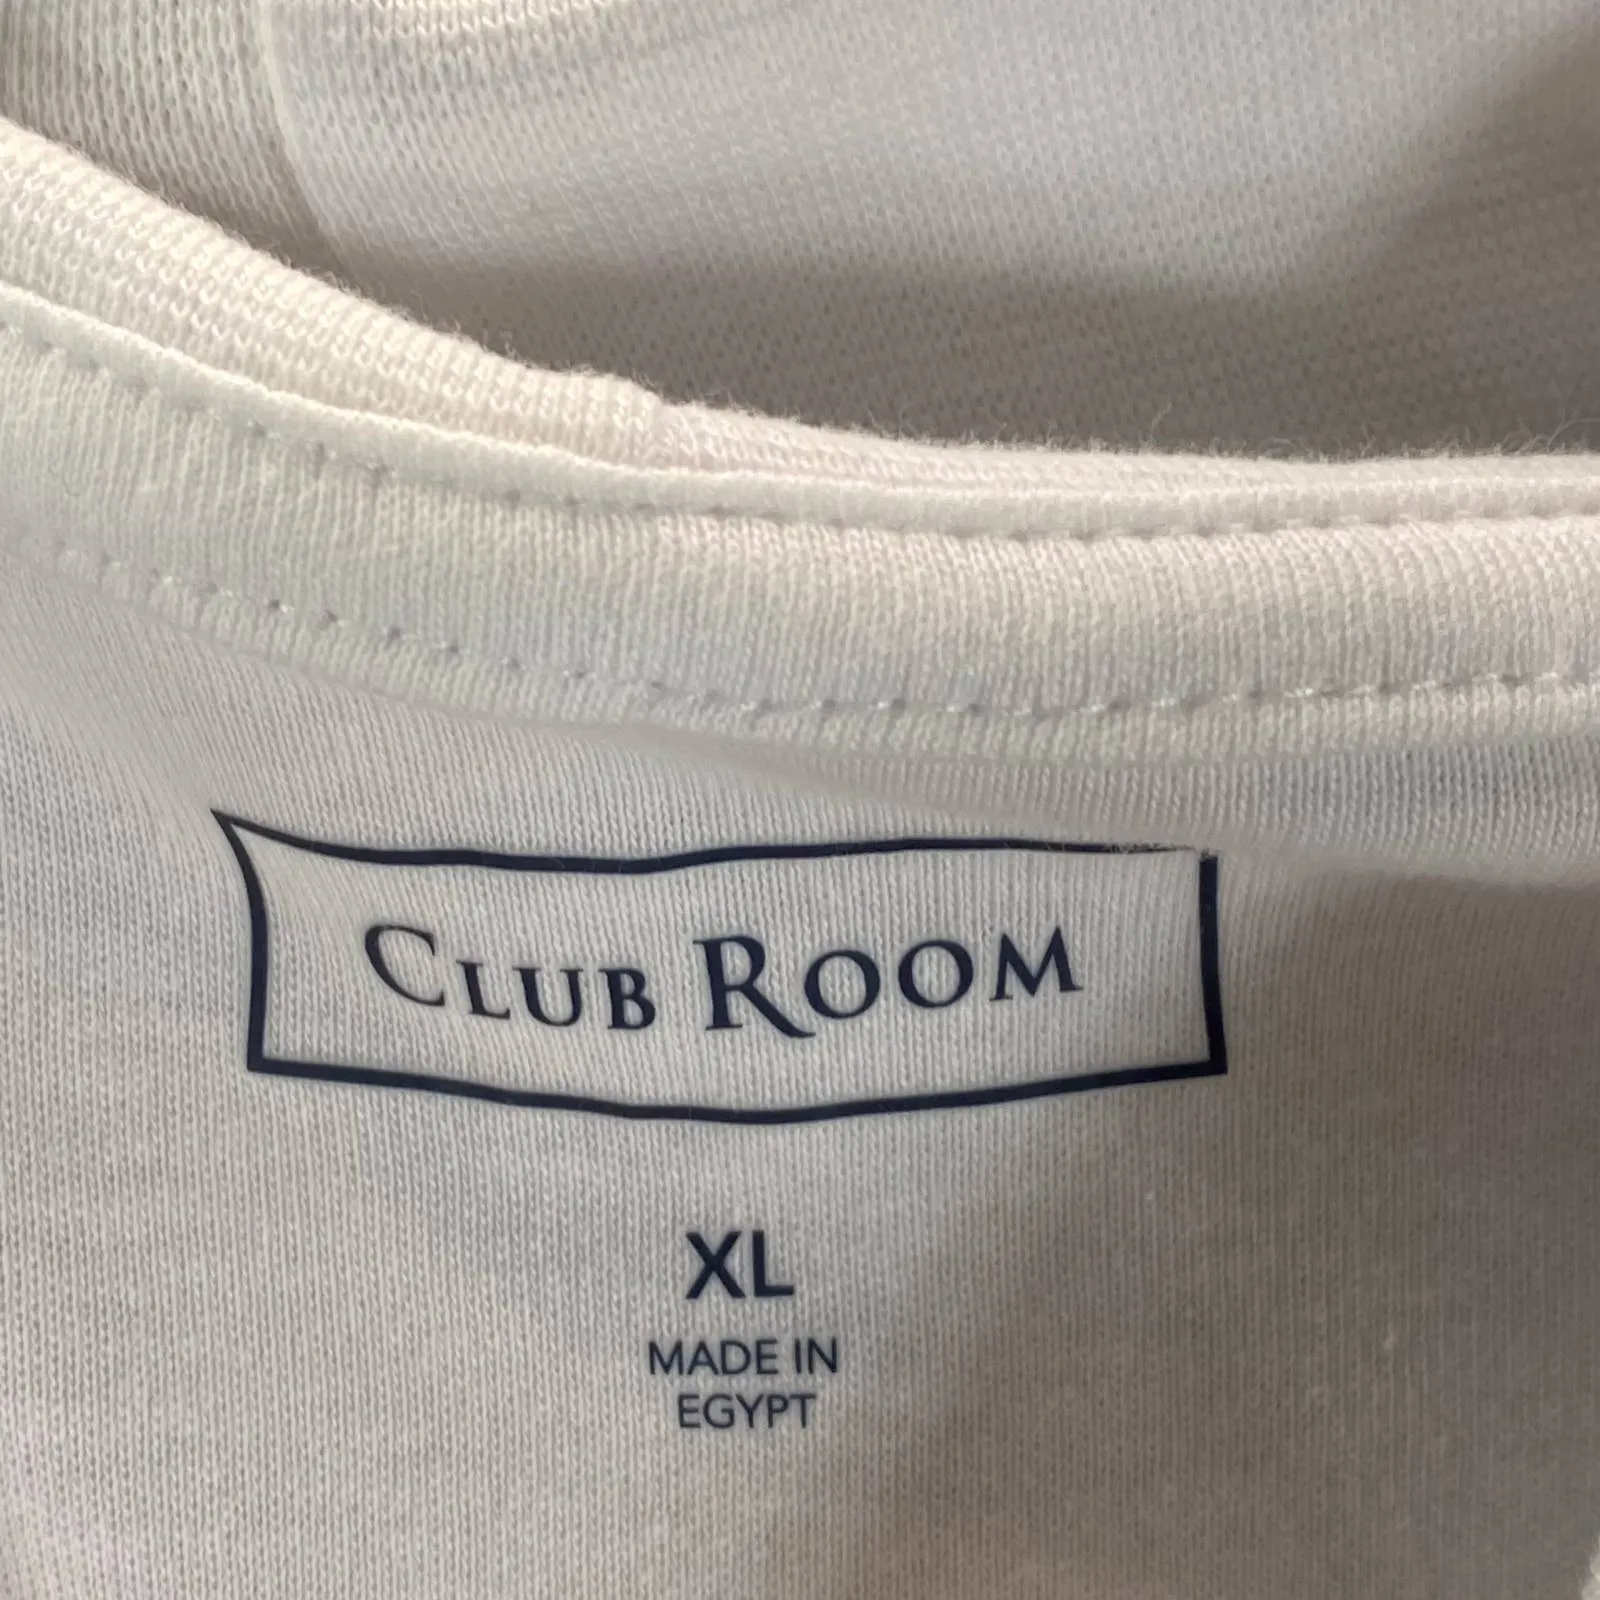 CLUB ROOM
XL
MADE IN
EGYPT